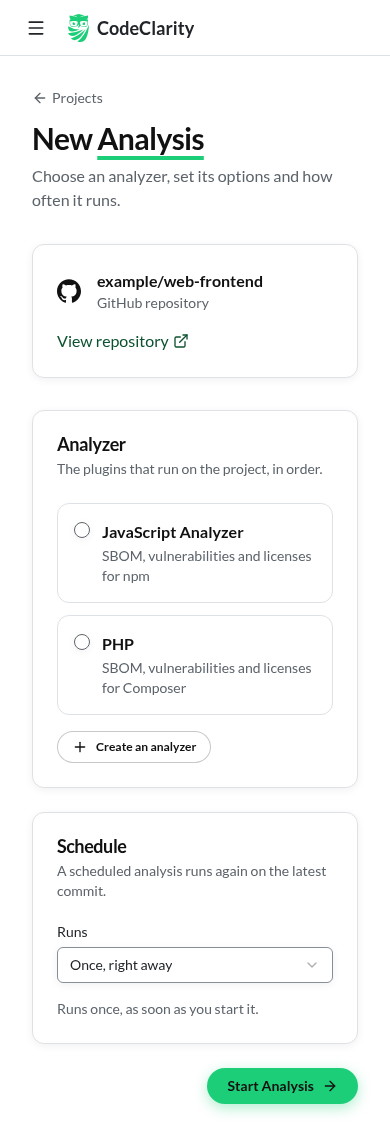 CodeClarity
Projects
New Analysis
Choose an analyzer, set its options and how
often it runs.
example/web-frontend
GitHub repository
View repository
Analyzer
The plugins that run on the project, in order.
JavaScript Analyzer
SBOM, vulnerabilities and licenses
for npm
PHP
SBOM, vulnerabilities and licenses
for Composer
Create an analyzer
Schedule
A scheduled analysis runs again on the latest
commit.
Runs
Once, right away
Runs once, as soon as you start it.
Start Analysis